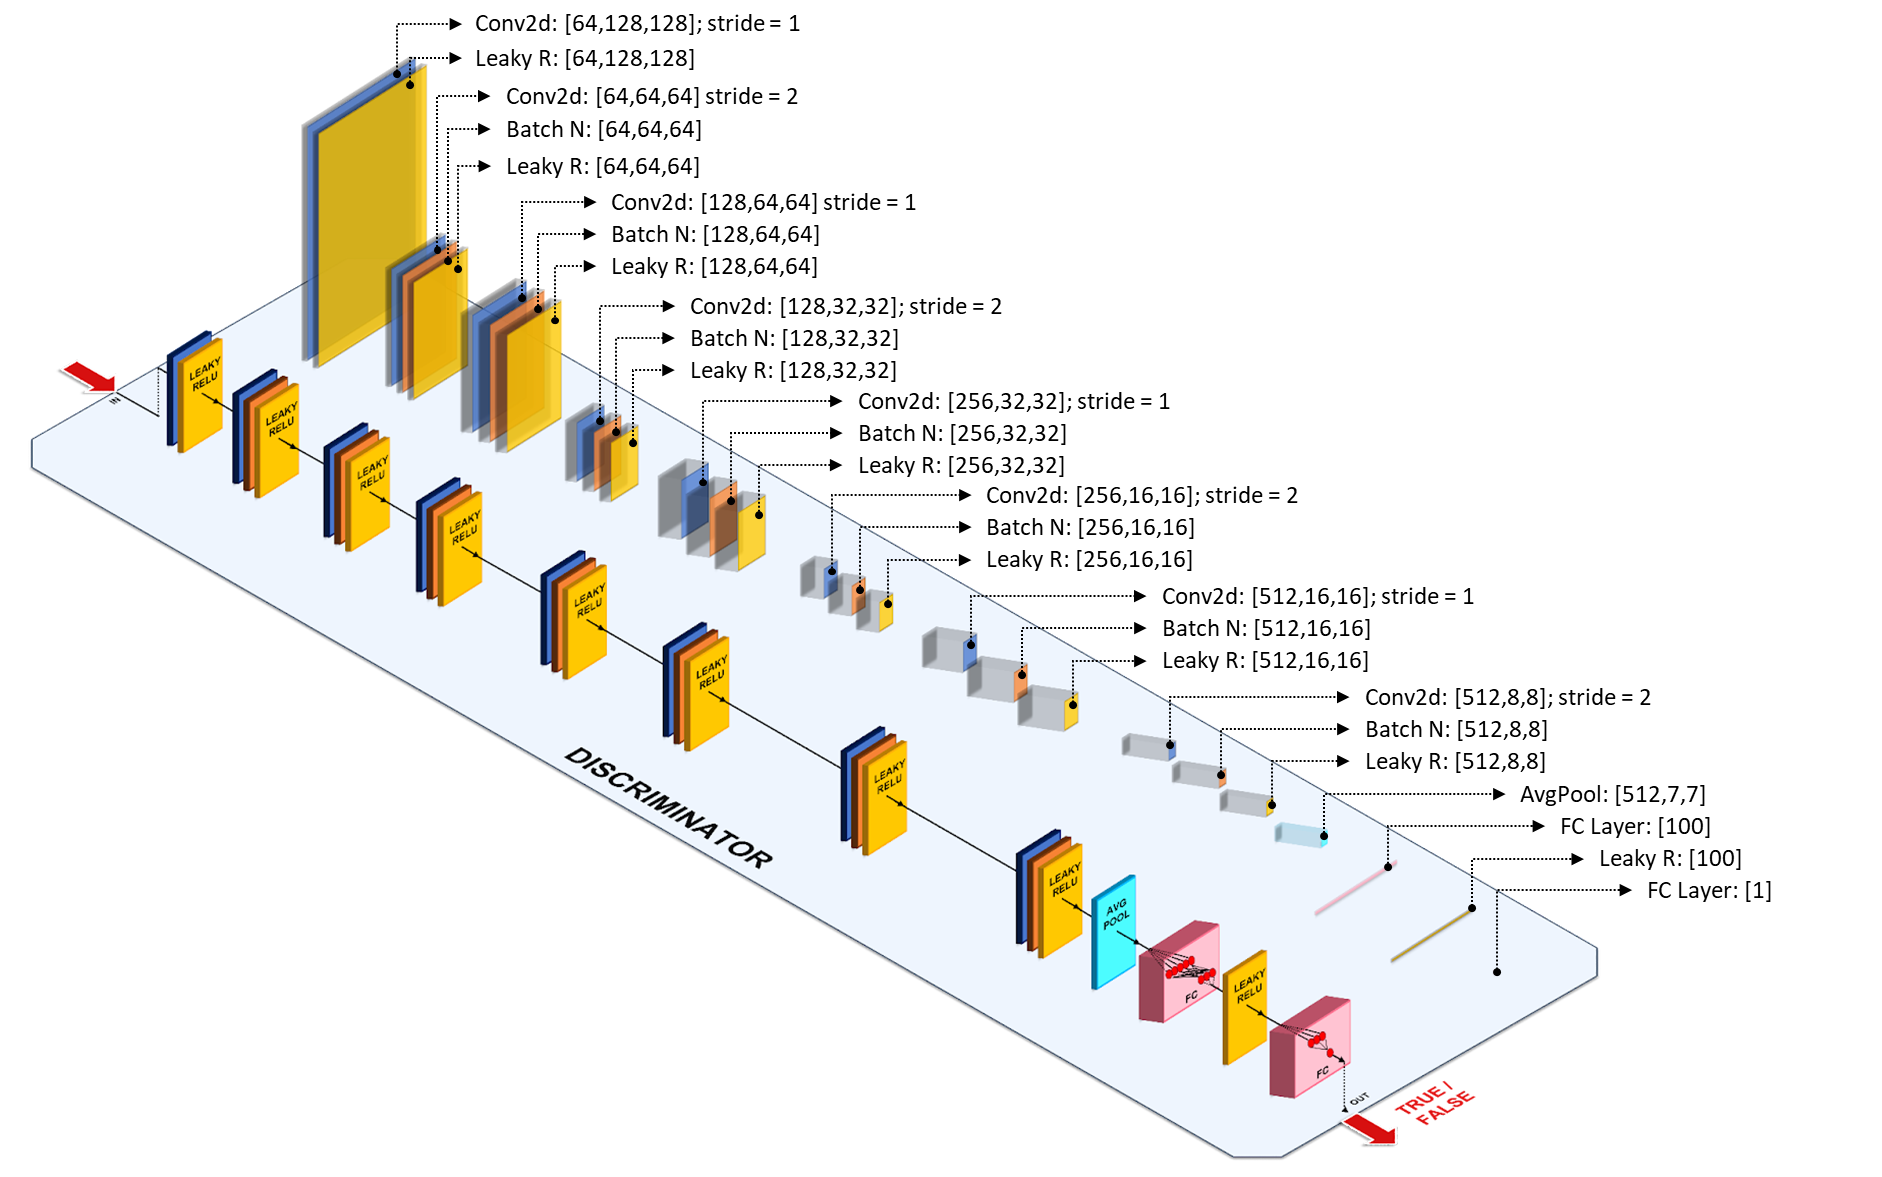 Conv2d: [64,128,128]; stride = 1
Leaky R: [64,128,128]
Conv2d: [64,64,64] stride = 2
Batch N: [64,64,64]
Leaky R: [64,64,64]
Conv2d: [128,64,64] stride = 1
Batch N: [128,64,64]
Leaky R: [128,64,64]
Conv2d: [128,32,32]; stride = 2
Batch N: [128,32,32]
Leaky R: [128,32,32]
Conv2d: [256,32,32]; stride = 1
Batch N: [256,32,32]
Leaky R: [256,32,32]
Conv2d: [256,16,16]; stride = 2
Batch N: [256,16,16]
Leaky R: [256,16,16]
Conv2d: [512,16,16]; stride = 1
Batch N: [512,16,16]
Leaky R: [512,16,16]
Conv2d: [512,8,8]; stride = 2
Batch N: [512,8,8]
Leaky R: [512,8,8]
AvgPool: [512,7,7]
FC Layer: [100]
Leaky R: [100]
FC Layer: [1]
IN
LEAKY
RELU
LEAKY
RELU
LEAKY
RELU
LEAKY
RELU
LEAKY
RELU
LEAKY
RELU
LEAKY
RELU
LEAKY
RELU
AVG
POOL
FC
LEAKY
RELU
FC
OUT
TRUE /
FALSE
DISCRIMINATOR